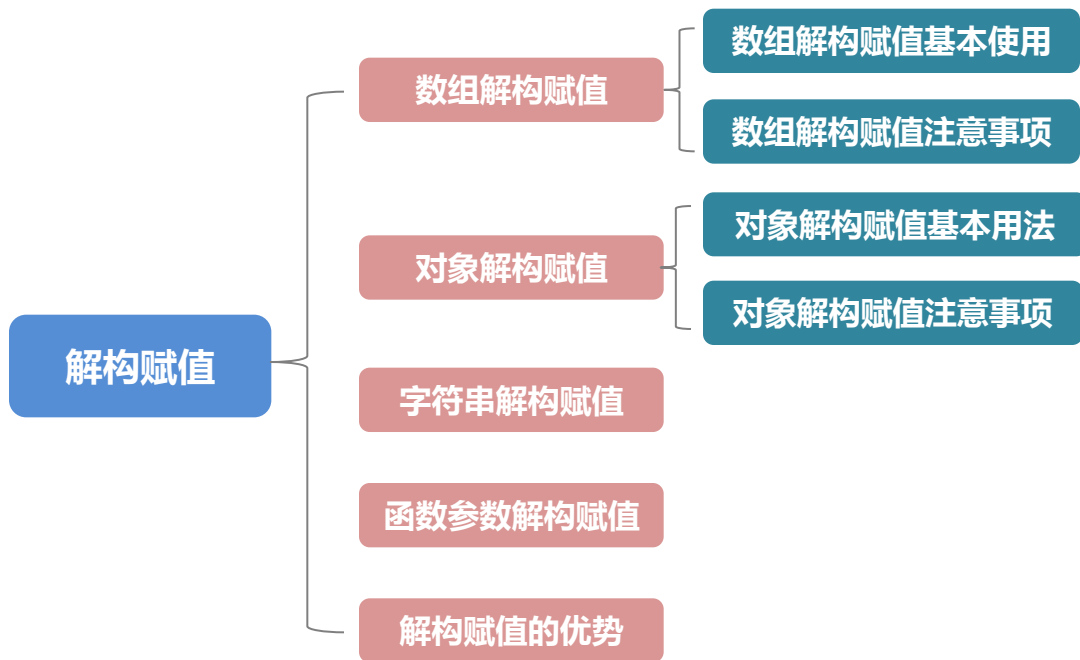 解构赋值
数组解构赋值
数组解构赋值基本使用
数组解构赋值注意事项
对象解构赋值
对象解构赋值基本用法
对象解构赋值注意事项
字符串解构赋值
函数参数解构赋值
解构赋值的优势